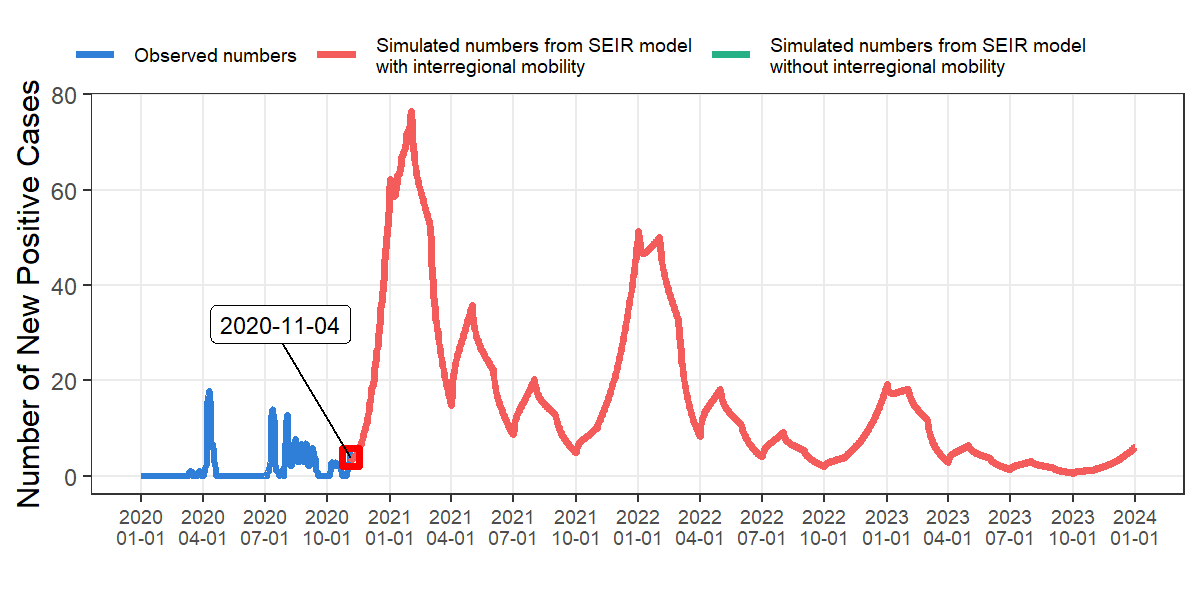 Observed numbers
Simulated numbers from SEIR model
with interregional mobility
Simulated numbers from SEIR model
without interregional mobility
Number of New Positive Cases
80
60
40
20
0
2020-11-04
2020 2020 2020 2020 2021 2021 2021 2021 2022 2022 2022 2022 2023 2023 2023 2023 2024
01-01 04-01 07-01 10-01 01-01 04-01 07-01 10-01 01-01 04-01 07-01 10-01 01-01 04-01 07-01 10-01 01-01